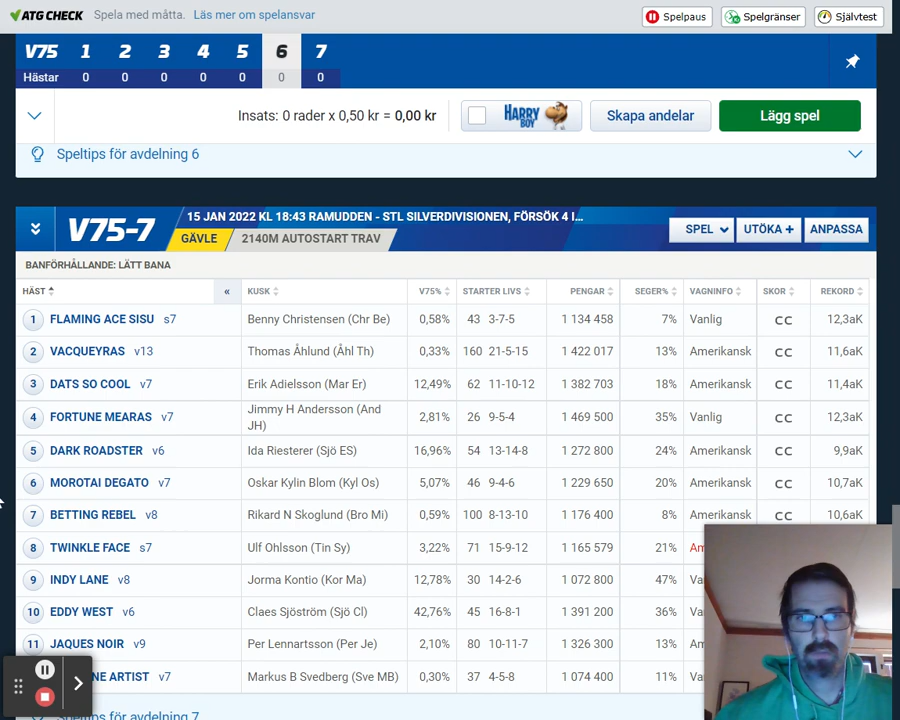 ATG CHECK Spela med måtta. Läs mer om spelansvar Spelpaus Spelgränser Självtest
V75 1 2 3 4 5 6 7
Hästar 0 0 0 0 0 0 0
Insats: 0 rader x 0,50 kr = 0,00 kr HARRY BOY Skapa andelar Lägg spel
Speltips för avdelning 6
V75-7 15 JAN 2022 KL 18:43 RAMUDDEN - STL SILVERDIVISIONEN, FÖRSÖK 4 I...
GÄVLE 2140M AUTOSTART TRAV SPEL UTÖKA + ANPASSA
BANFÖRHÅLLANDE: LÄTT BANA
HÄST « KUSK V75% STARTER LIVS PENGAR SEGER% VAGNINFO SKOR REKORD
1 FLAMING ACE SISU s7 Benny Christensen (Chr Be) 0,58% 43 3-7-5 1 134 458 7% Vanlig C C 12,3aK
2 VACQUEYRAS v13 Thomas Åhlund (Åhl Th) 0,33% 160 21-5-15 1 422 017 13% Amerikansk C C 11,6aK
3 DATS SO COOL v7 Erik Adielsson (Mar Er) 12,49% 62 11-10-12 1 382 703 18% Amerikansk C C 11,4aK
4 FORTUNE MEARAS v7 Jimmy H Andersson (And JH) 2,81% 26 9-5-4 1 469 500 35% Vanlig C C 12,3aK
5 DARK ROADSTER v6 Ida Riesterer (Sjö ES) 16,96% 54 13-14-8 1 272 800 24% Amerikansk C C 9,9aK
6 MOROTAI DEGATO v7 Oskar Kylin Blom (Kyl Os) 5,07% 46 9-4-6 1 229 650 20% Amerikansk C C 10,7aK
7 BETTING REBEL v8 Rikard N Skoglund (Bro Mi) 0,59% 100 8-13-10 1 176 400 8% Amerikansk C C 10,6aK
8 TWINKLE FACE s7 Ulf Ohlsson (Tin Sy) 3,22% 71 15-9-12 1 165 579 21% Am
9 INDY LANE v8 Jorma Kontio (Kor Ma) 12,78% 30 14-2-6 1 072 800 47% Va
10 EDDY WEST v6 Claes Sjöström (Sjö Cl) 42,76% 45 16-8-1 1 391 200 36% Va
11 JAQUES NOIR v9 Per Lennartsson (Per Je) 2,10% 80 10-11-7 1 326 300 13% Am
NE ARTIST v7 Markus B Svedberg (Sve MB) 0,30% 37 4-5-8 1 074 400 11% Va
Speltips för avdelning 7